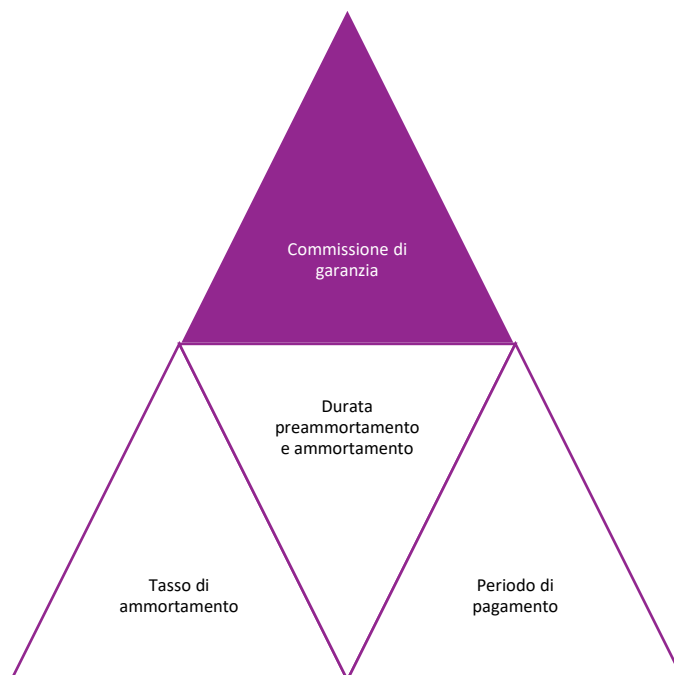 Commissione di
garanzia
Durata
preammortamento
e ammortamento
Tasso di
ammortamento
Periodo di
pagamento